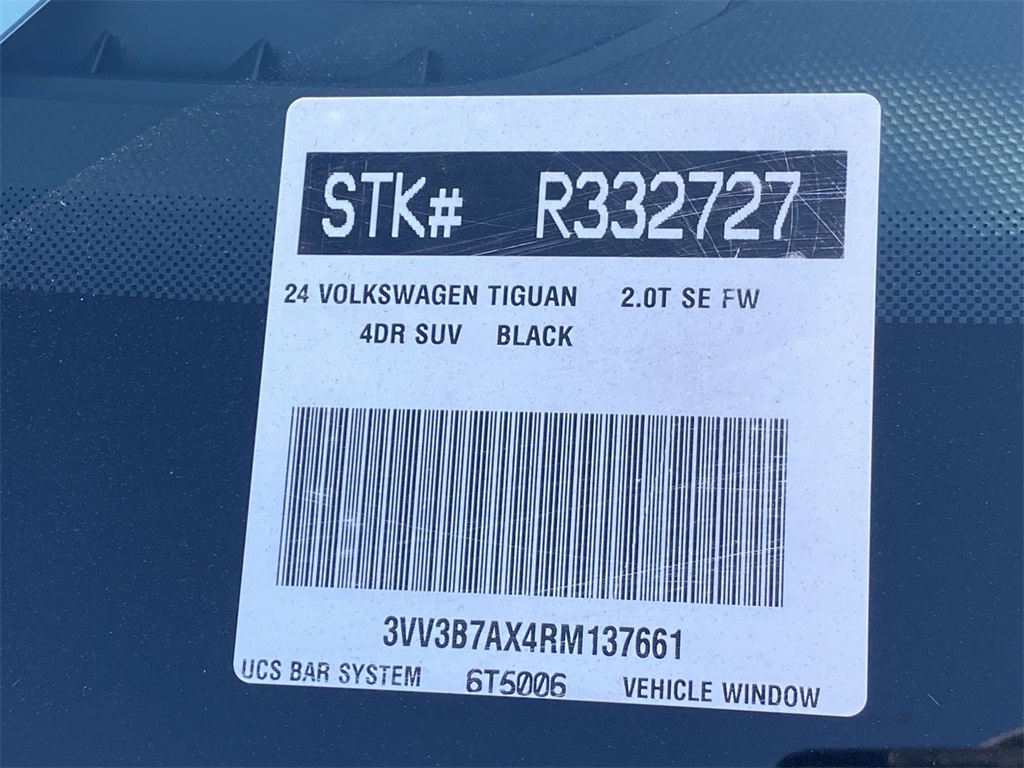 STK# R332727
24 VOLKSWAGEN TIGUAN 2.0T SE FW
4DR SUV BLACK
3VV3B7AX4RM137661
UCS BAR SYSTEM 6T5006 VEHICLE WINDOW